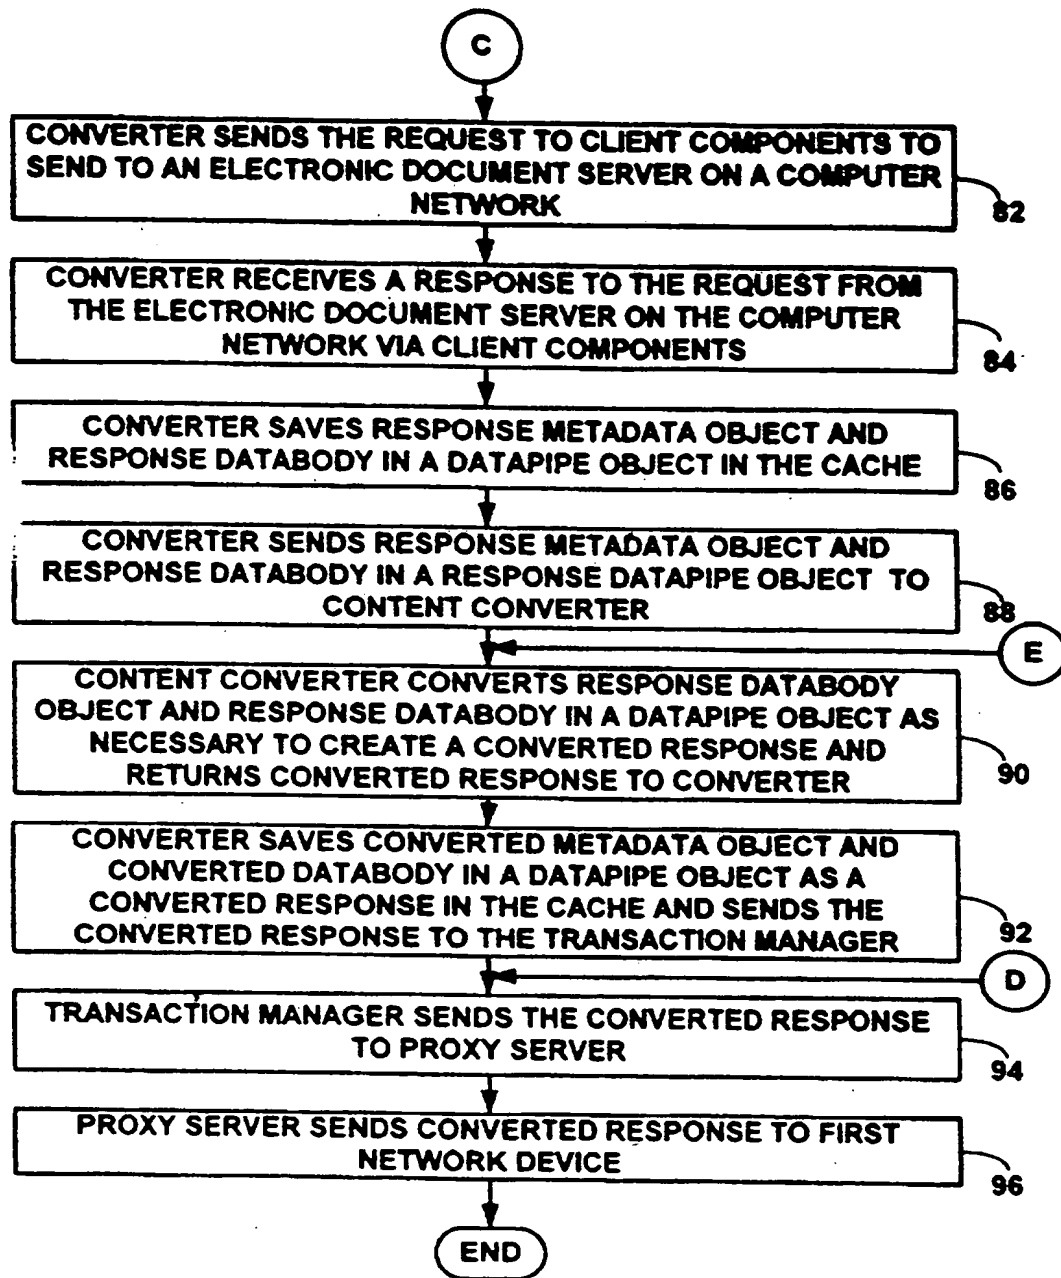 C
CONVERTER SENDS THE REQUEST TO CLIENT COMPONENTS TO
SEND TO AN ELECTRONIC DOCUMENT SERVER ON A COMPUTER
NETWORK
82
CONVERTER RECEIVES A RESPONSE TO THE REQUEST FROM
THE ELECTRONIC DOCUMENT SERVER ON THE COMPUTER
NETWORK VIA CLIENT COMPONENTS
84
CONVERTER SAVES RESPONSE METADATA OBJECT AND
RESPONSE DATABODY IN A DATAPIPE OBJECT IN THE CACHE
86
CONVERTER SENDS RESPONSE METADATA OBJECT AND
RESPONSE DATABODY IN A RESPONSE DATAPIPE OBJECT TO
CONTENT CONVERTER
88
E
CONTENT CONVERTER CONVERTS RESPONSE DATABODY
OBJECT AND RESPONSE DATABODY IN A DATAPIPE OBJECT AS
NECESSARY TO CREATE A CONVERTED RESPONSE AND
RETURNS CONVERTED RESPONSE TO CONVERTER
90
CONVERTER SAVES CONVERTED METADATA OBJECT AND
CONVERTED DATABODY IN A DATAPIPE OBJECT AS A
CONVERTED RESPONSE IN THE CACHE AND SENDS THE
CONVERTED RESPONSE TO THE TRANSACTION MANAGER
92
D
TRANSACTION MANAGER SENDS THE CONVERTED RESPONSE
TO PROXY SERVER
94
PROXY SERVER SENDS CONVERTED RESPONSE TO FIRST
NETWORK DEVICE
96
END